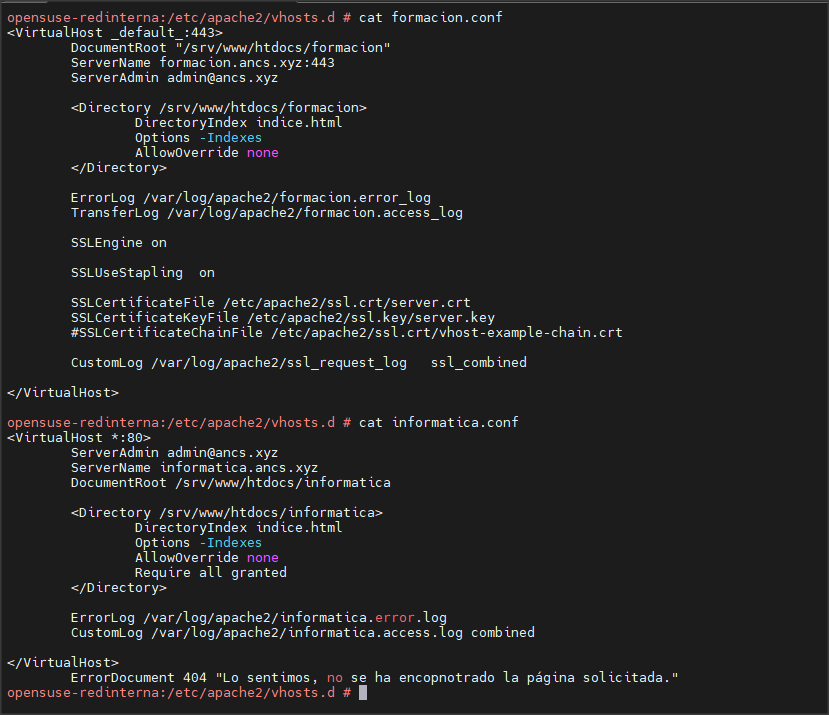 opensuse-redinterna:/etc/apache2/vhosts.d # cat formacion.conf
<VirtualHost _default_:443>
        DocumentRoot "/srv/www/htdocs/formacion"
        ServerName formacion.ancs.xyz:443
        ServerAdmin admin@ancs.xyz

        <Directory /srv/www/htdocs/formacion>
                DirectoryIndex indice.html
                Options -Indexes
                AllowOverride none
        </Directory>

        ErrorLog /var/log/apache2/formacion.error_log
        TransferLog /var/log/apache2/formacion.access_log

        SSLEngine on

        SSLUseStapling  on

        SSLCertificateFile /etc/apache2/ssl.crt/server.crt
        SSLCertificateKeyFile /etc/apache2/ssl.key/server.key
        #SSLCertificateChainFile /etc/apache2/ssl.crt/vhost-example-chain.crt

        CustomLog /var/log/apache2/ssl_request_log   ssl_combined

</VirtualHost>

opensuse-redinterna:/etc/apache2/vhosts.d # cat informatica.conf
<VirtualHost *:80>
        ServerAdmin admin@ancs.xyz
        ServerName informatica.ancs.xyz
        DocumentRoot /srv/www/htdocs/informatica

        <Directory /srv/www/htdocs/informatica>
                DirectoryIndex indice.html
                Options -Indexes
                AllowOverride none
                Require all granted
        </Directory>

        ErrorLog /var/log/apache2/informatica.error.log
        CustomLog /var/log/apache2/informatica.access.log combined

</VirtualHost>
        ErrorDocument 404 "Lo sentimos, no se ha encopnotrado la página solicitada."
opensuse-redinterna:/etc/apache2/vhosts.d #